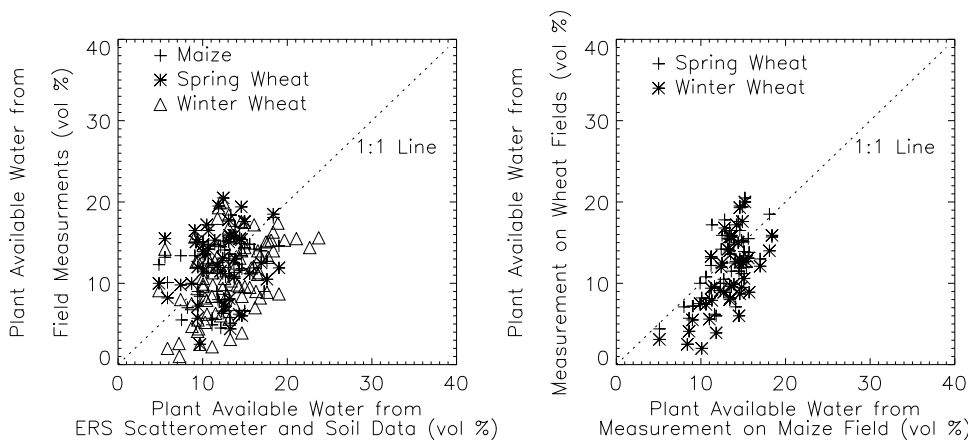 Plant Available Water from
Field Measurments (vol %)
40
30
20
10
0
Maize
Spring Wheat
Winter Wheat
1:1 Line
0 10 20 30 40
Plant Available Water from
ERS Scatterometer and Soil Data (vol %)
Plant Available Water from
Measurement on Wheat Fields (vol %)
40
30
20
10
0
Spring Wheat
Winter Wheat
1:1 Line
0 10 20 30 40
Plant Available Water from
Measurement on Maize Field (vol %)